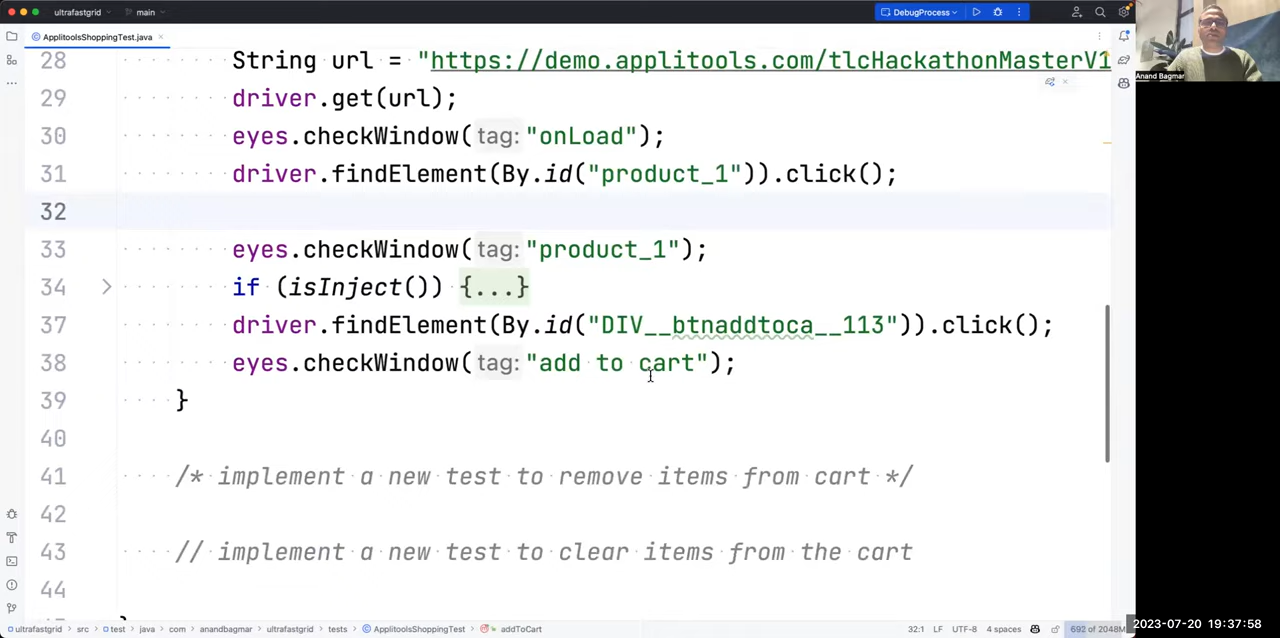 ultrafastgrid main DebugProcess
ApplitoolsShoppingTest.java
28 String url = "https://demo.applitools.com/tlcHackathonMasterV1
29 driver.get(url);
30 eyes.checkWindow( tag: "onLoad");
31 driver.findElement(By.id("product_1")).click();
32
33 eyes.checkWindow( tag: "product_1");
34 if (isInject()) {...}
37 driver.findElement(By.id("DIV__btnaddtoca__113")).click();
38 eyes.checkWindow( tag: "add to cart");
39 }
40
41 /* implement a new test to remove items from cart */
42
43 // implement a new test to clear items from the cart
44
ultrafastgrid src test java com anandbagmar ultrafastgrid tests ApplitoolsShoppingTest addToCart 32:1 LF UTF-8 4 spaces 692 of 2048M
Anand Bagmar
2023-07-20 19:37:58